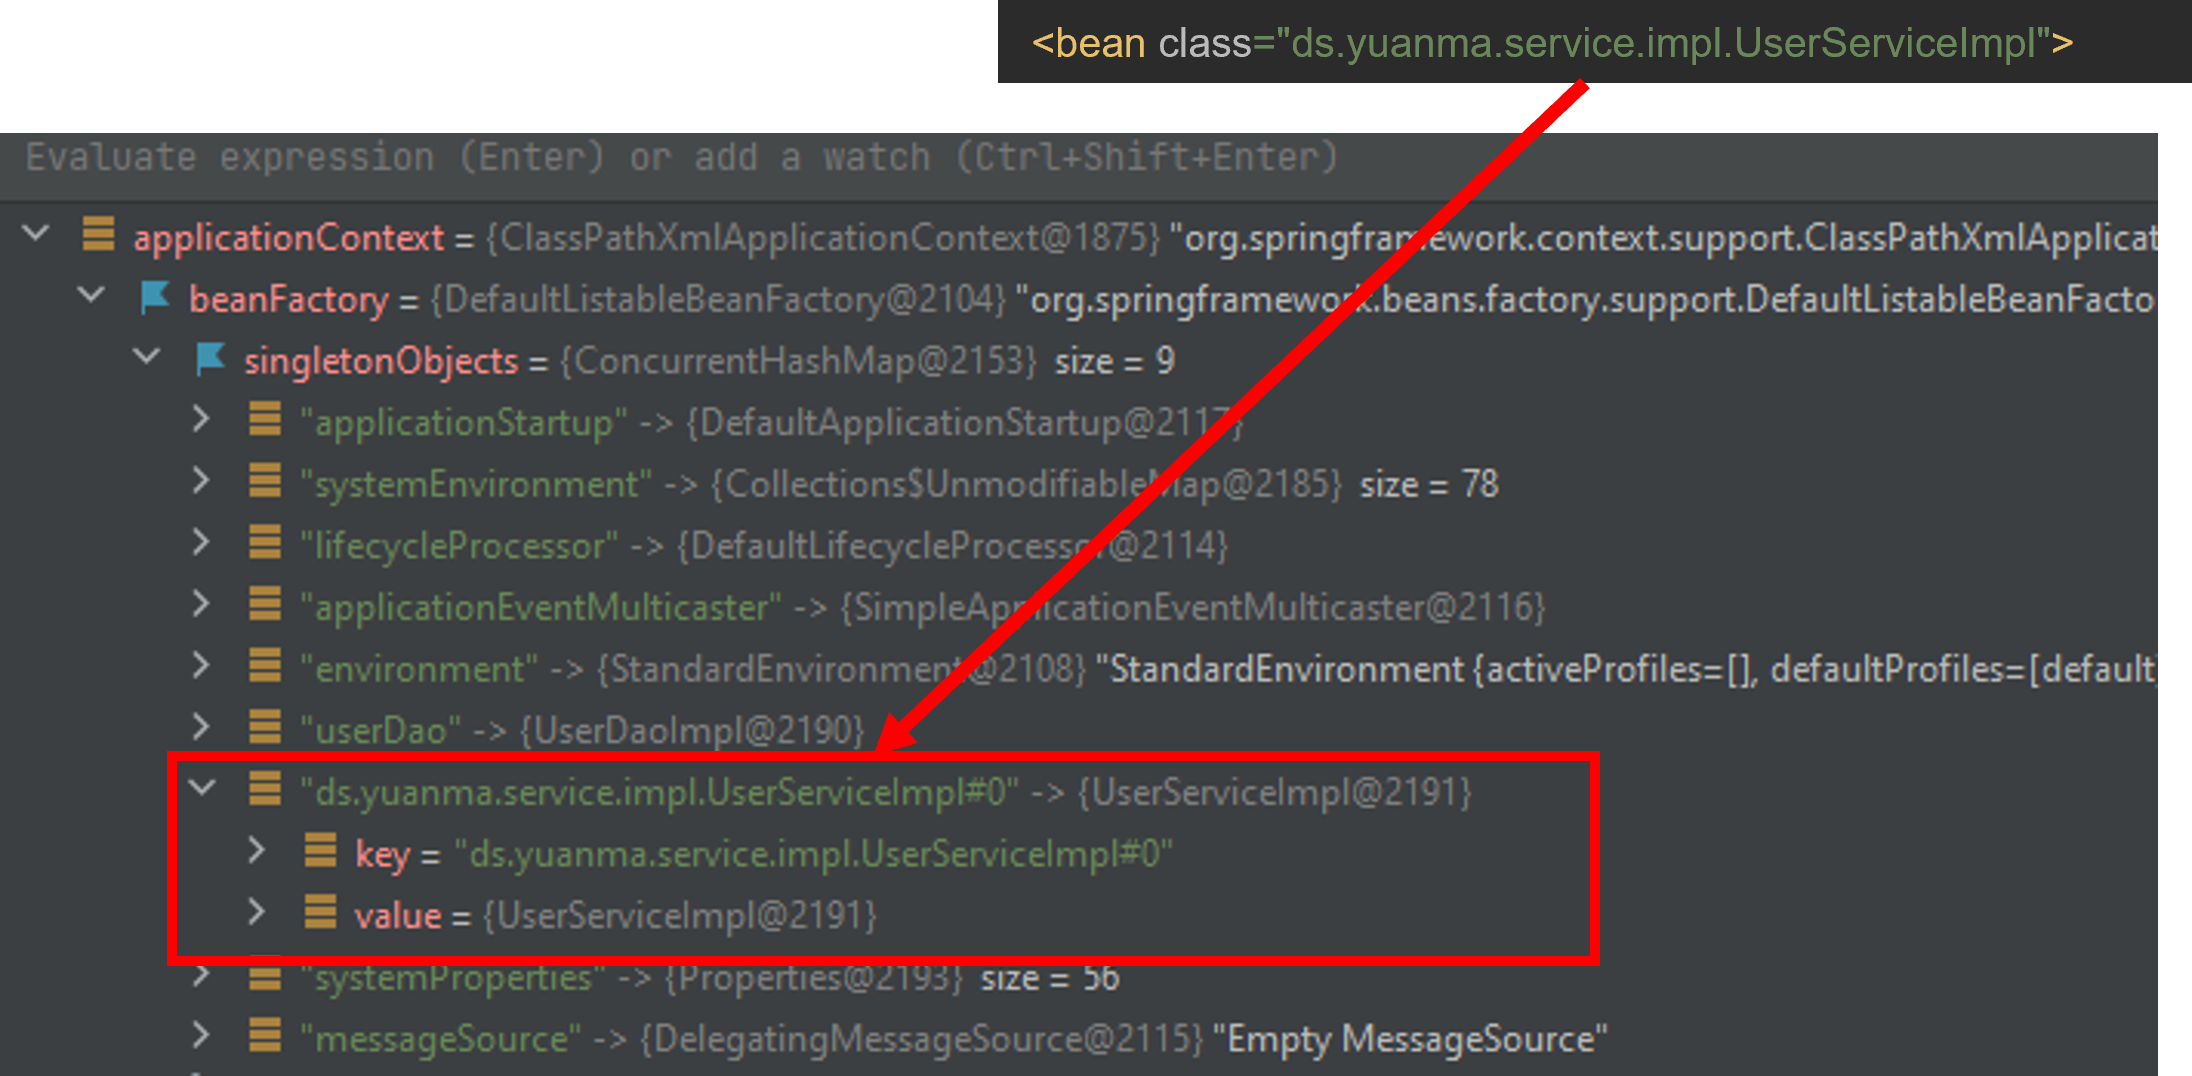 <bean class="ds.yuanma.service.impl.UserServiceImpl">
Evaluate expression (Enter) or add a watch (Ctrl+Shift+Enter)
applicationContext = {ClassPathXmlApplicationContext@1875} "org.springframework.context.support.ClassPathXmlApplicat
beanFactory = {DefaultListableBeanFactory@2104} "org.springframework.beans.factory.support.DefaultListableBeanFacto
singletonObjects = {ConcurrentHashMap@2153} size = 9
"applicationStartup" -> {DefaultApplicationStartup@2117}
"systemEnvironment" -> {Collections$UnmodifiableMap@2185} size = 78
"lifecycleProcessor" -> {DefaultLifecycleProcessor@2114}
"applicationEventMulticaster" -> {SimpleApplicationEventMulticaster@2116}
"environment" -> {StandardEnvironment@2108} "StandardEnvironment {activeProfiles=[], defaultProfiles=[default]
"userDao" -> {UserDaoImpl@2190}
"ds.yuanma.service.impl.UserServiceImpl#0" -> {UserServiceImpl@2191}
key = "ds.yuanma.service.impl.UserServiceImpl#0"
value = {UserServiceImpl@2191}
"systemProperties" -> {Properties@2193} size = 56
"messageSource" -> {DelegatingMessageSource@2115} "Empty MessageSource"